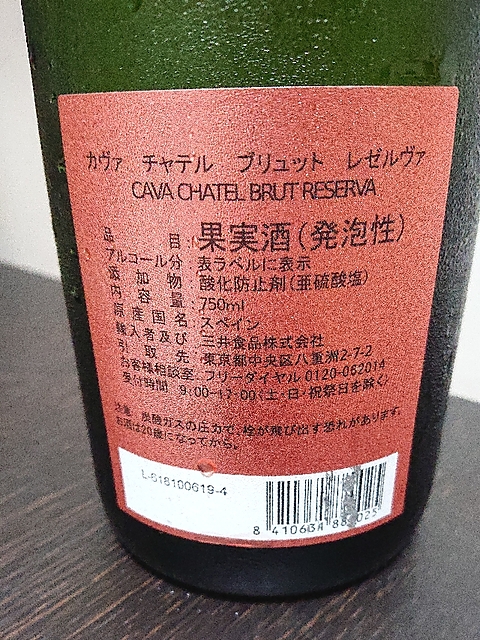 カヴァ チャテル ブリュット レゼルヴァ
CAVA CHATEL BRUT RESERVA
品目:果実酒(発泡性)
アルコール分:表ラベルに表示
添加物:酸化防止剤(亜硫酸塩)
内容量:750ml
原産国名:スペイン
輸入者及び 三井食品株式会社
引取先:東京都中央区八重洲2-7-2
お客様相談室 フリーダイヤル 0120-062014
受付時間 9:00-17:00(土・日・祝祭日を除く)
注意 炭酸ガスの圧力で、栓が飛び出す恐れがあります。
お酒は20歳になってから。
L-618100619-4
8 41063